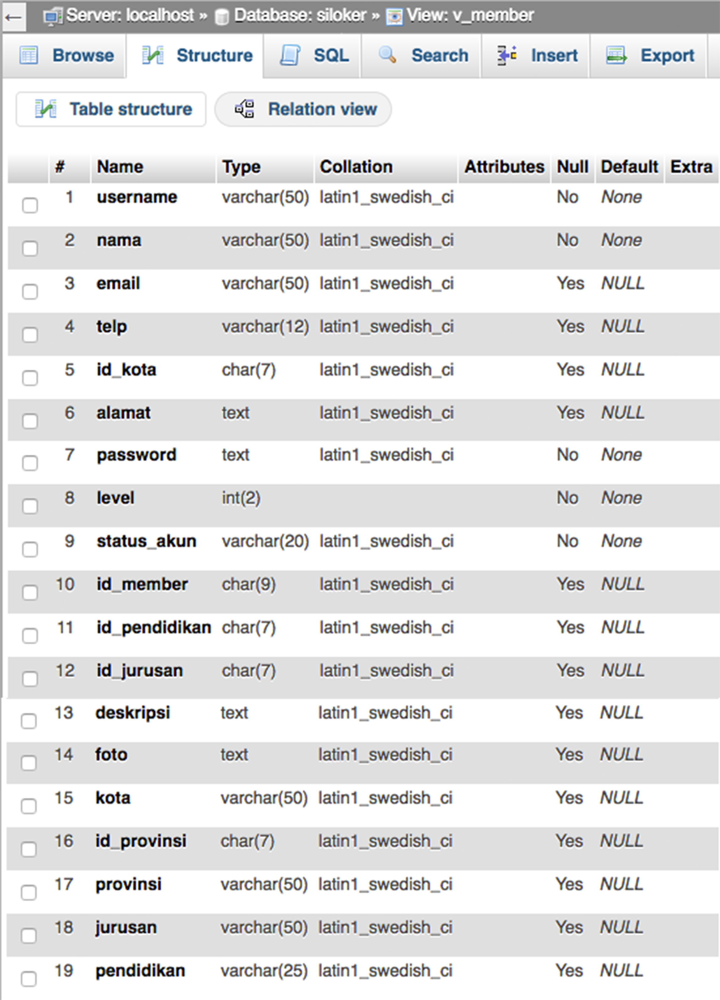 ← Server: localhost » Database: siloker » View: v_member
Browse Structure SQL Search Insert Export
Table structure Relation view
# Name Type Collation Attributes Null Default Extra
1 username varchar(50) latin1_swedish_ci No None
2 nama varchar(50) latin1_swedish_ci No None
3 email varchar(50) latin1_swedish_ci Yes NULL
4 telp varchar(12) latin1_swedish_ci Yes NULL
5 id_kota char(7) latin1_swedish_ci Yes NULL
6 alamat text latin1_swedish_ci Yes NULL
7 password text latin1_swedish_ci No None
8 level int(2) No None
9 status_akun varchar(20) latin1_swedish_ci No None
10 id_member char(9) latin1_swedish_ci Yes NULL
11 id_pendidikan char(7) latin1_swedish_ci Yes NULL
12 id_jurusan char(7) latin1_swedish_ci Yes NULL
13 deskripsi text latin1_swedish_ci Yes NULL
14 foto text latin1_swedish_ci Yes NULL
15 kota varchar(50) latin1_swedish_ci Yes NULL
16 id_provinsi char(7) latin1_swedish_ci Yes NULL
17 provinsi varchar(50) latin1_swedish_ci Yes NULL
18 jurusan varchar(50) latin1_swedish_ci Yes NULL
19 pendidikan varchar(25) latin1_swedish_ci Yes NULL